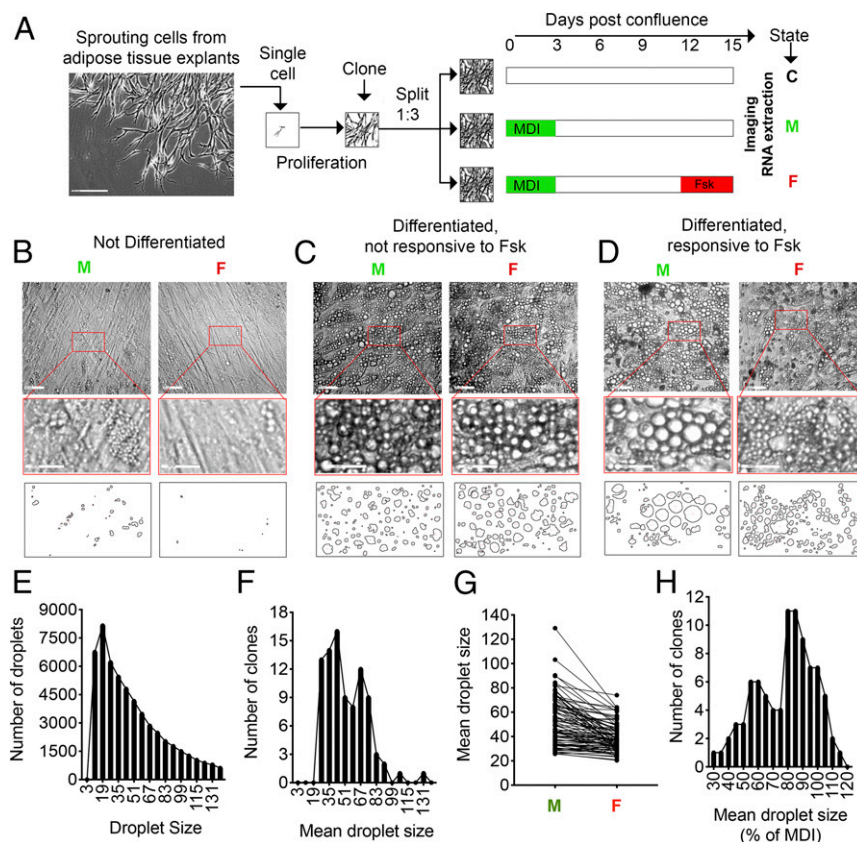 A
Sprouting cells from
adipose tissue explants
Single
cell
Clone
Proliferation
Split
1:3
Days post confluence
0 3 6 9 12 15
State
C
MDI
M
MDI Fsk
F
Imaging
RNA extraction
B
Not Differentiated
M F
C
Differentiated,
not responsive to Fsk
M F
D
Differentiated,
responsive to Fsk
M F
E
Number of droplets
9000
7500
6000
4500
3000
1500
0
3 19 35 51 67 83 99 115 131
Droplet Size
F
Number of clones
18
15
12
9
6
3
0
3 19 35 51 67 83 99 115 131
Mean droplet size
G
Mean droplet size
140
120
100
80
60
40
20
0
M F
H
Number of clones
12
10
8
6
4
2
0
30 40 50 60 70 80 90 100 110 120
Mean droplet size
(% of MDI)